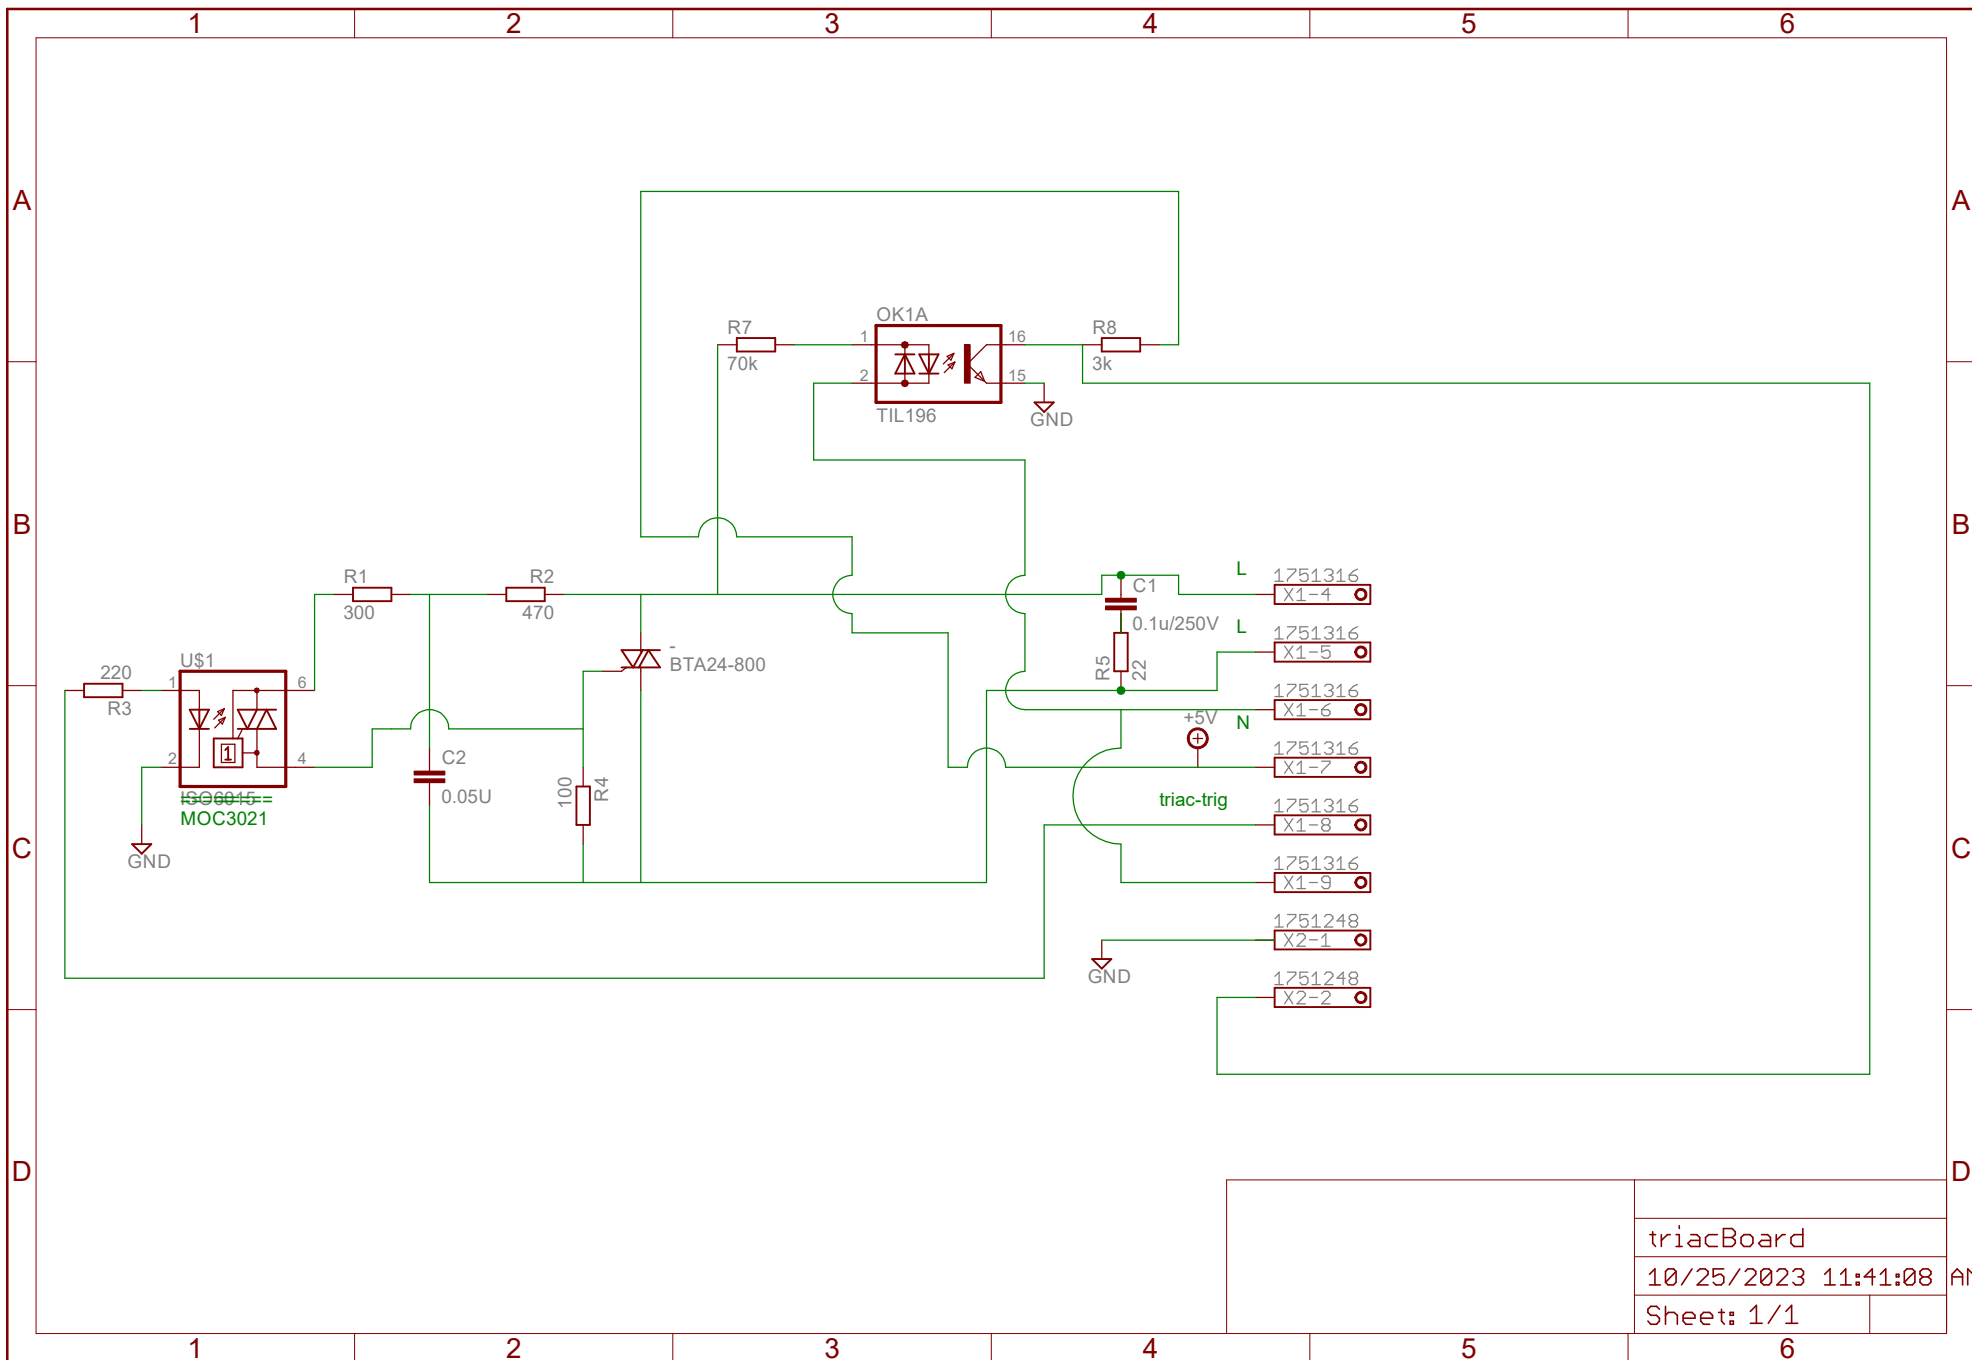 1 2 3 4 5 6
A A
OK1A
R7 1 16 R8
70k 3k
2 15
TIL196 GND
B B
L
R1 R2 C1 1751316
300 470 X1-4
0.1u/250V
L 1751316
- X1-5
BTA24-800
U$1 R5 22
220 1 6 1751316
R3 X1-6
+5V N
1751316
2 1 4 C2 X1-7
0.05U 100 R4
ISO6015
MOC3021
triac-trig 1751316
X1-8
C C
GND
1751316
X1-9
1751248
X2-1
GND
1751248
X2-2
D D
triacBoard
10/25/2023 11:41:08 AM
Sheet: 1/1
1 2 3 4 5 6